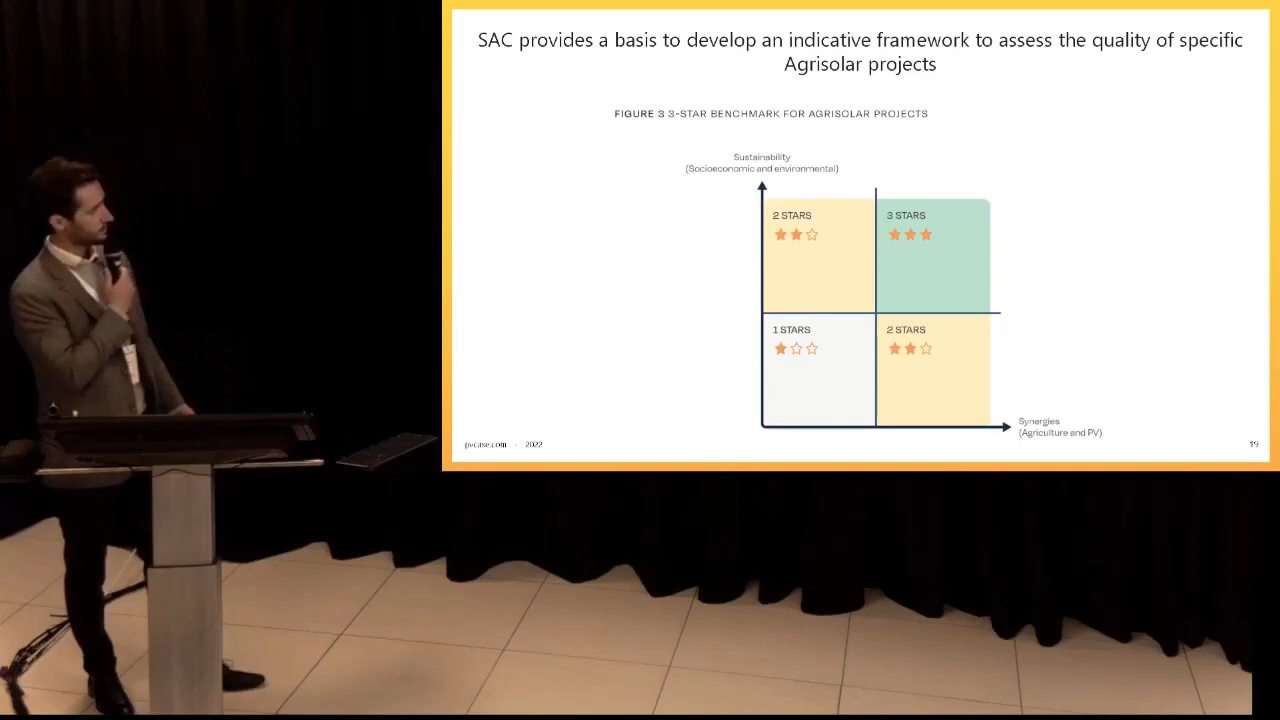 SAC provides a basis to develop an indicative framework to assess the quality of specific
Agrisolar projects
FIGURE 3 3-STAR BENCHMARK FOR AGRISOLAR PROJECTS
Sustainability
(Socioeconomic and environmental)
2 STARS
3 STARS
1 STARS
2 STARS
Synergies
(Agriculture and PV)
pvcase.com · 2022
19